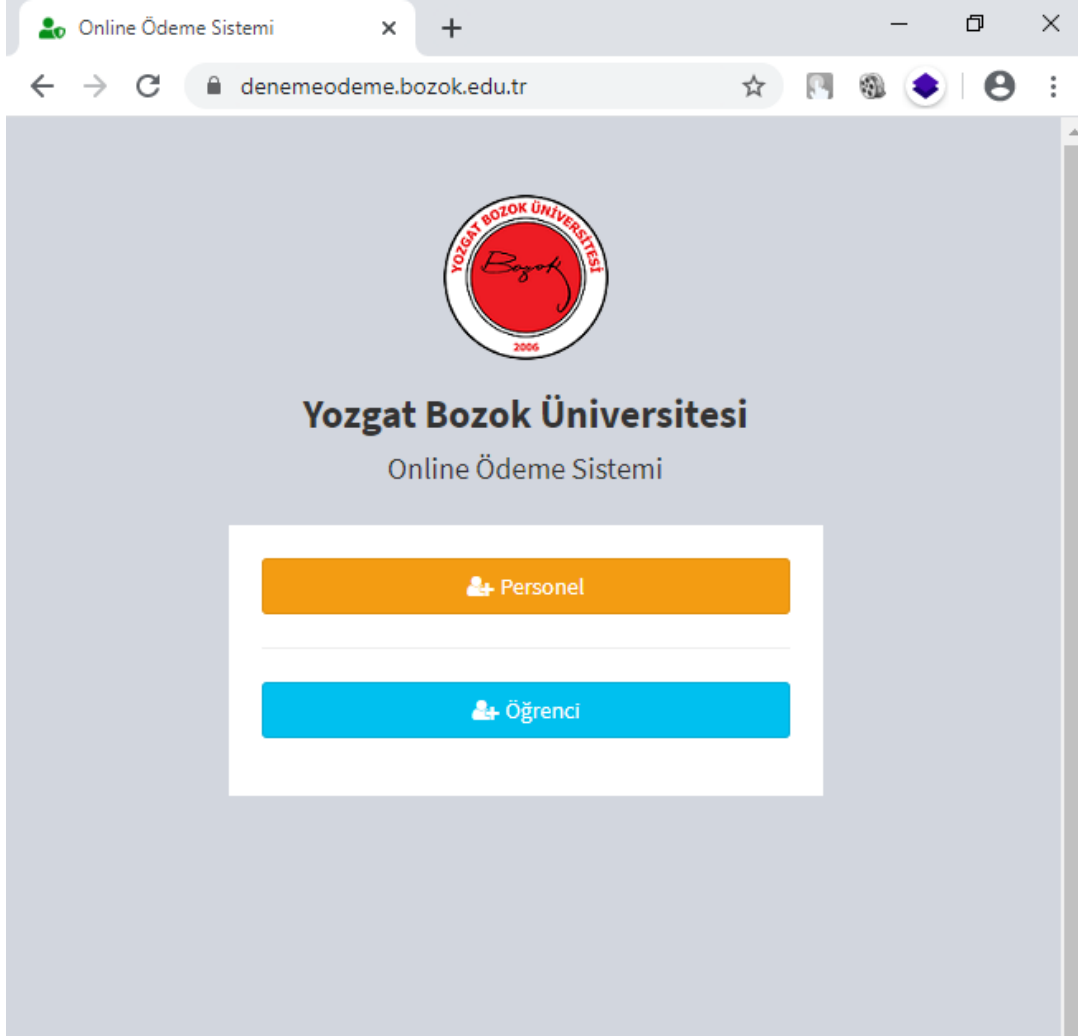 Online Ödeme Sistemi
denemeodeme.bozok.edu.tr
YOZGAT BOZOK ÜNİVERSİTESİ
Bozok
2006
Yozgat Bozok Üniversitesi
Online Ödeme Sistemi
Personel
Öğrenci